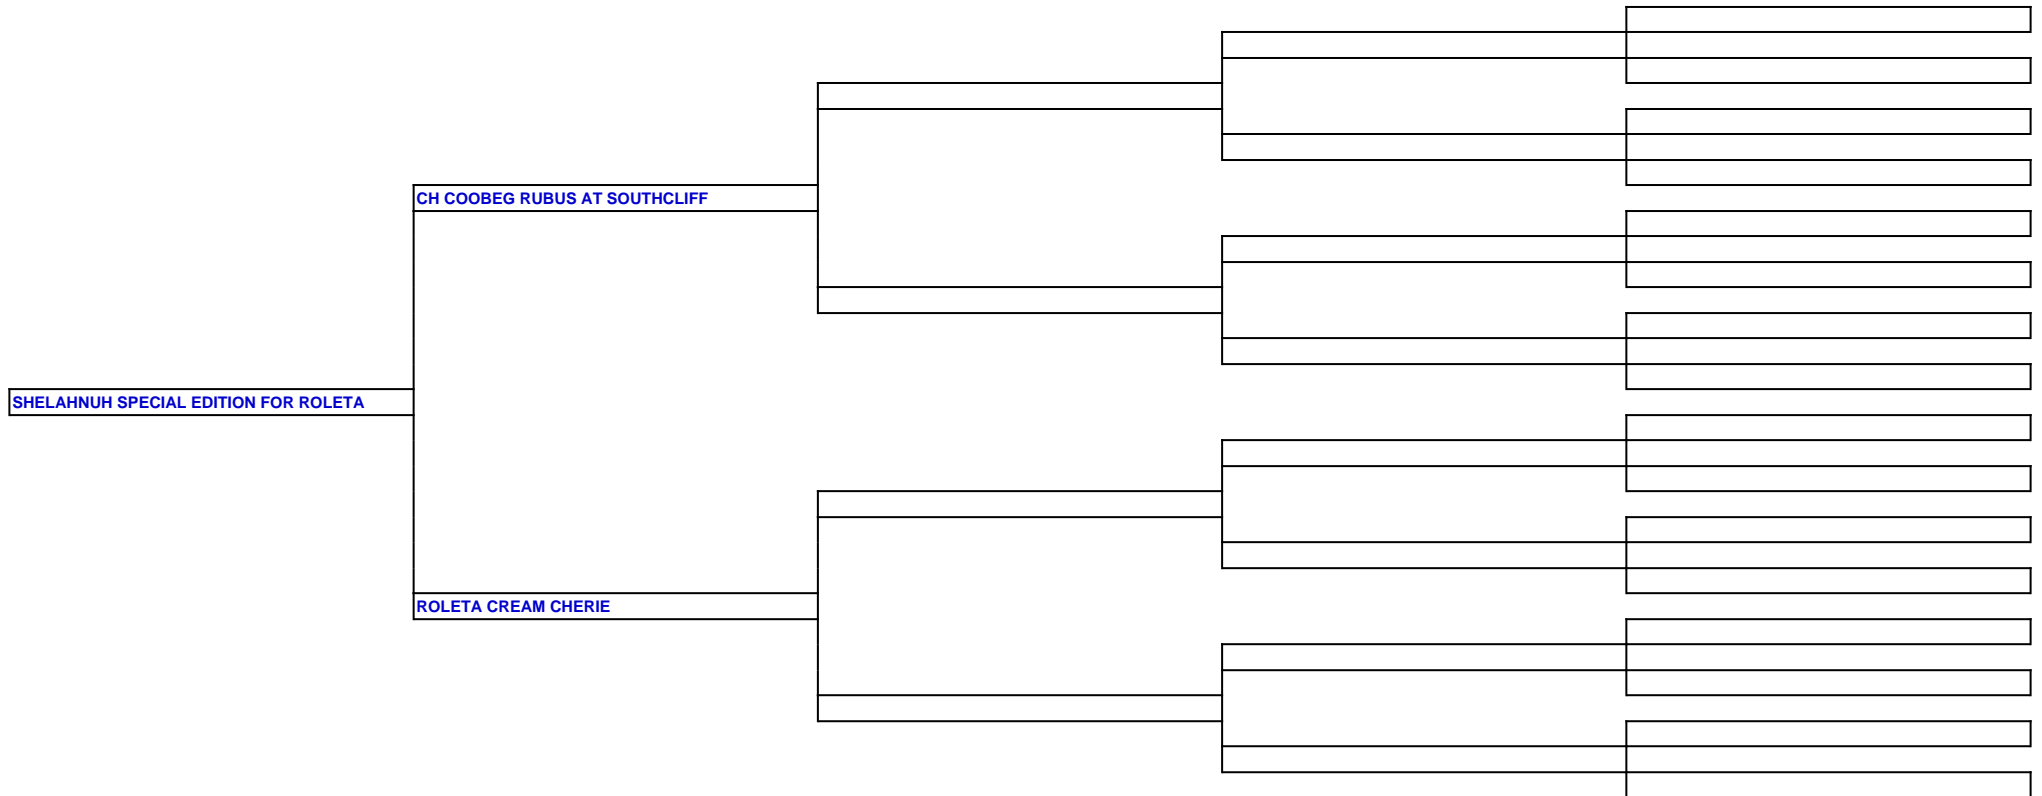 CH COOBEG RUBUS AT SOUTHCLIFF
SHELAHNUH SPECIAL EDITION FOR ROLETA
ROLETA CREAM CHERIE